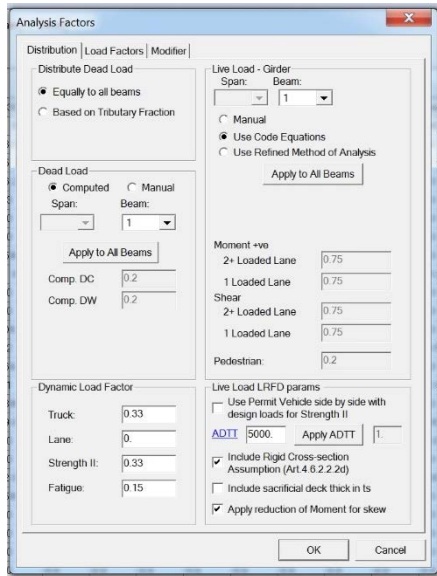 Analysis Factors
Distribution Load Factors Modifier
Distribute Dead Load
Equally to all beams
Based on Tributary Fraction
Dead Load
Computed Manual
Span: Beam:
1
Apply to All Beams
Comp. DC 0.2
Comp. DW 0.2
Dynamic Load Factor
Truck: 0.33
Lane: 0.
Strength II: 0.33
Fatigue: 0.15
Live Load - Girder
Span: Beam:
1
Manual
Use Code Equations
Use Refined Method of Analysis
Apply to All Beams
Moment +ve
2+ Loaded Lane 0.75
1 Loaded Lane 0.75
Shear
2+ Loaded Lane 0.75
1 Loaded Lane 0.75
Pedestrian: 0.2
Live Load LRFD params
Use Permit Vehicle side by side with
design loads for Strength II
ADTT 5000. Apply ADTT 1.
Include Rigid Cross-section
Assumption (Art.4.6.2.2.2d)
Include sacrificial deck thick in ts
Apply reduction of Moment for skew
OK Cancel